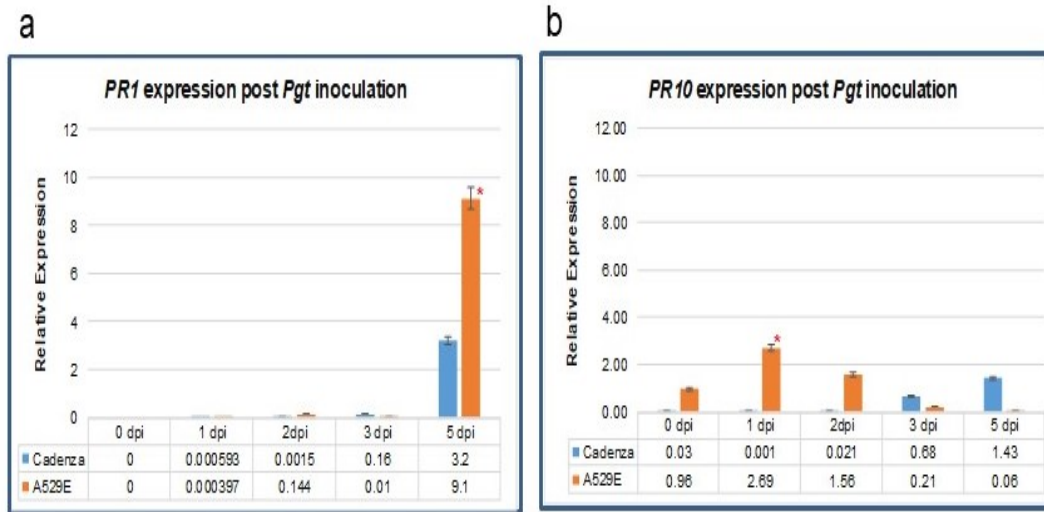 a
PR1 expression post Pgt inoculation
Relative Expression
12
10
8
6
4
2
0
0 dpi 1 dpi 2dpi 3 dpi 5 dpi
Cadenza 0 0.000593 0.0015 0.16 3.2
A529E 0 0.000397 0.144 0.01 9.1
*
b
PR10 expression post Pgt inoculation
Relative Expression
12.00
10.00
8.00
6.00
4.00
2.00
0.00
0 dpi 1 dpi 2 dpi 3 dpi 5 dpi
Cadenza 0.03 0.001 0.021 0.68 1.43
A529E 0.96 2.69 1.56 0.21 0.06
*